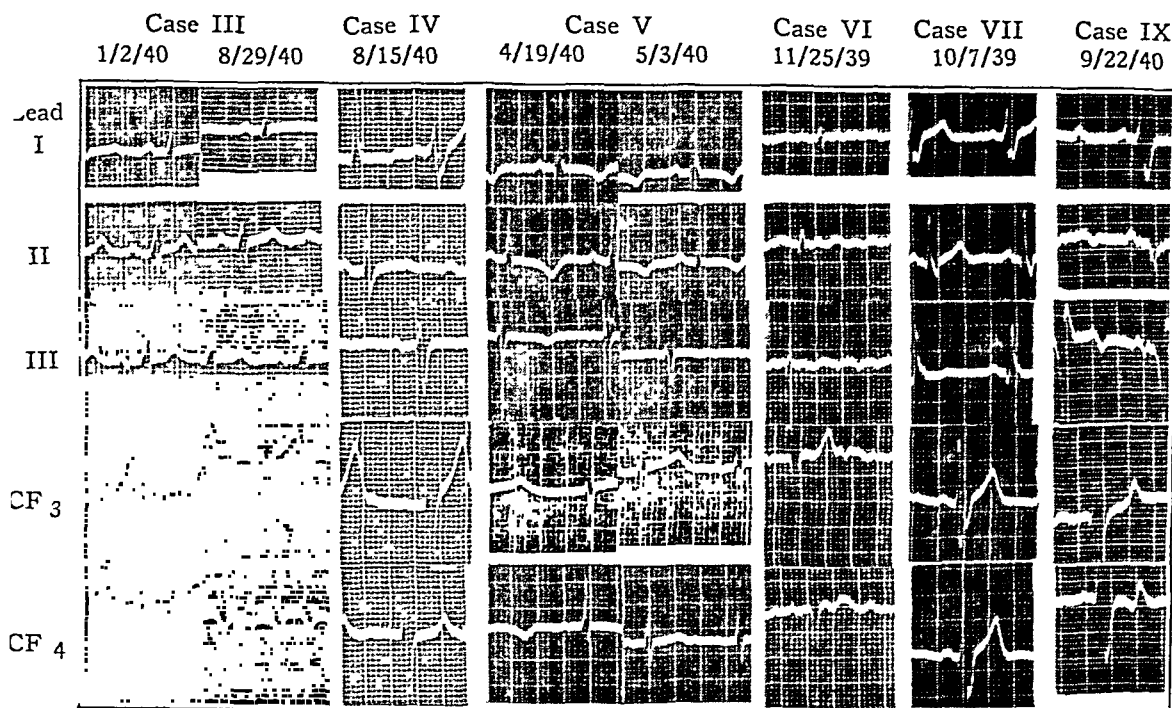 Case III Case IV Case V Case VI Case VII Case IX
1/2/40 8/29/40 8/15/40 4/19/40 5/3/40 11/25/39 10/7/39 9/22/40
ead
I
II
III
CF 3
CF 4